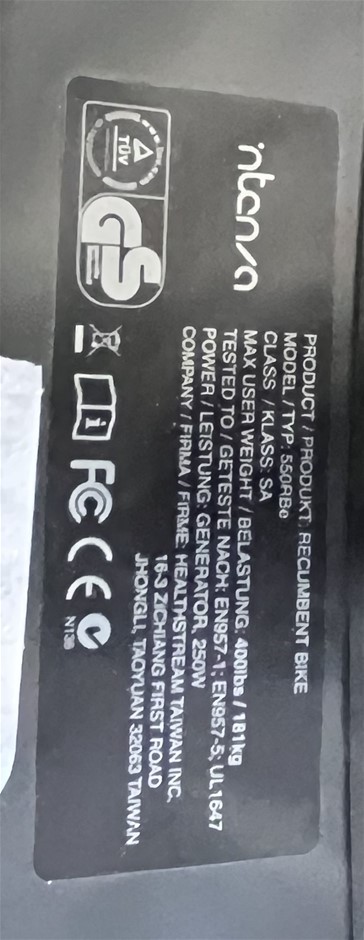 intenza
PRODUCT / PRODUKT: RECUMBENT BIKE
MODEL / TYP: 550RBe
CLASS / KLASS: SA
MAX USER WEIGHT / BELASTUNG: 400lbs / 181kg
TESTED TO / GETESTE NACH: EN957-1; EN957-5; UL1647
POWER / LEISTUNG: GENERATOR, 250W
COMPANY / FIRMA / FIRME: HEALTHSTREAM TAIWAN INC.
16-3 ZICHIANG FIRST ROAD
JHONGLI, TAOYUAN 32063 TAIWAN
TÜV
GS
FC CE